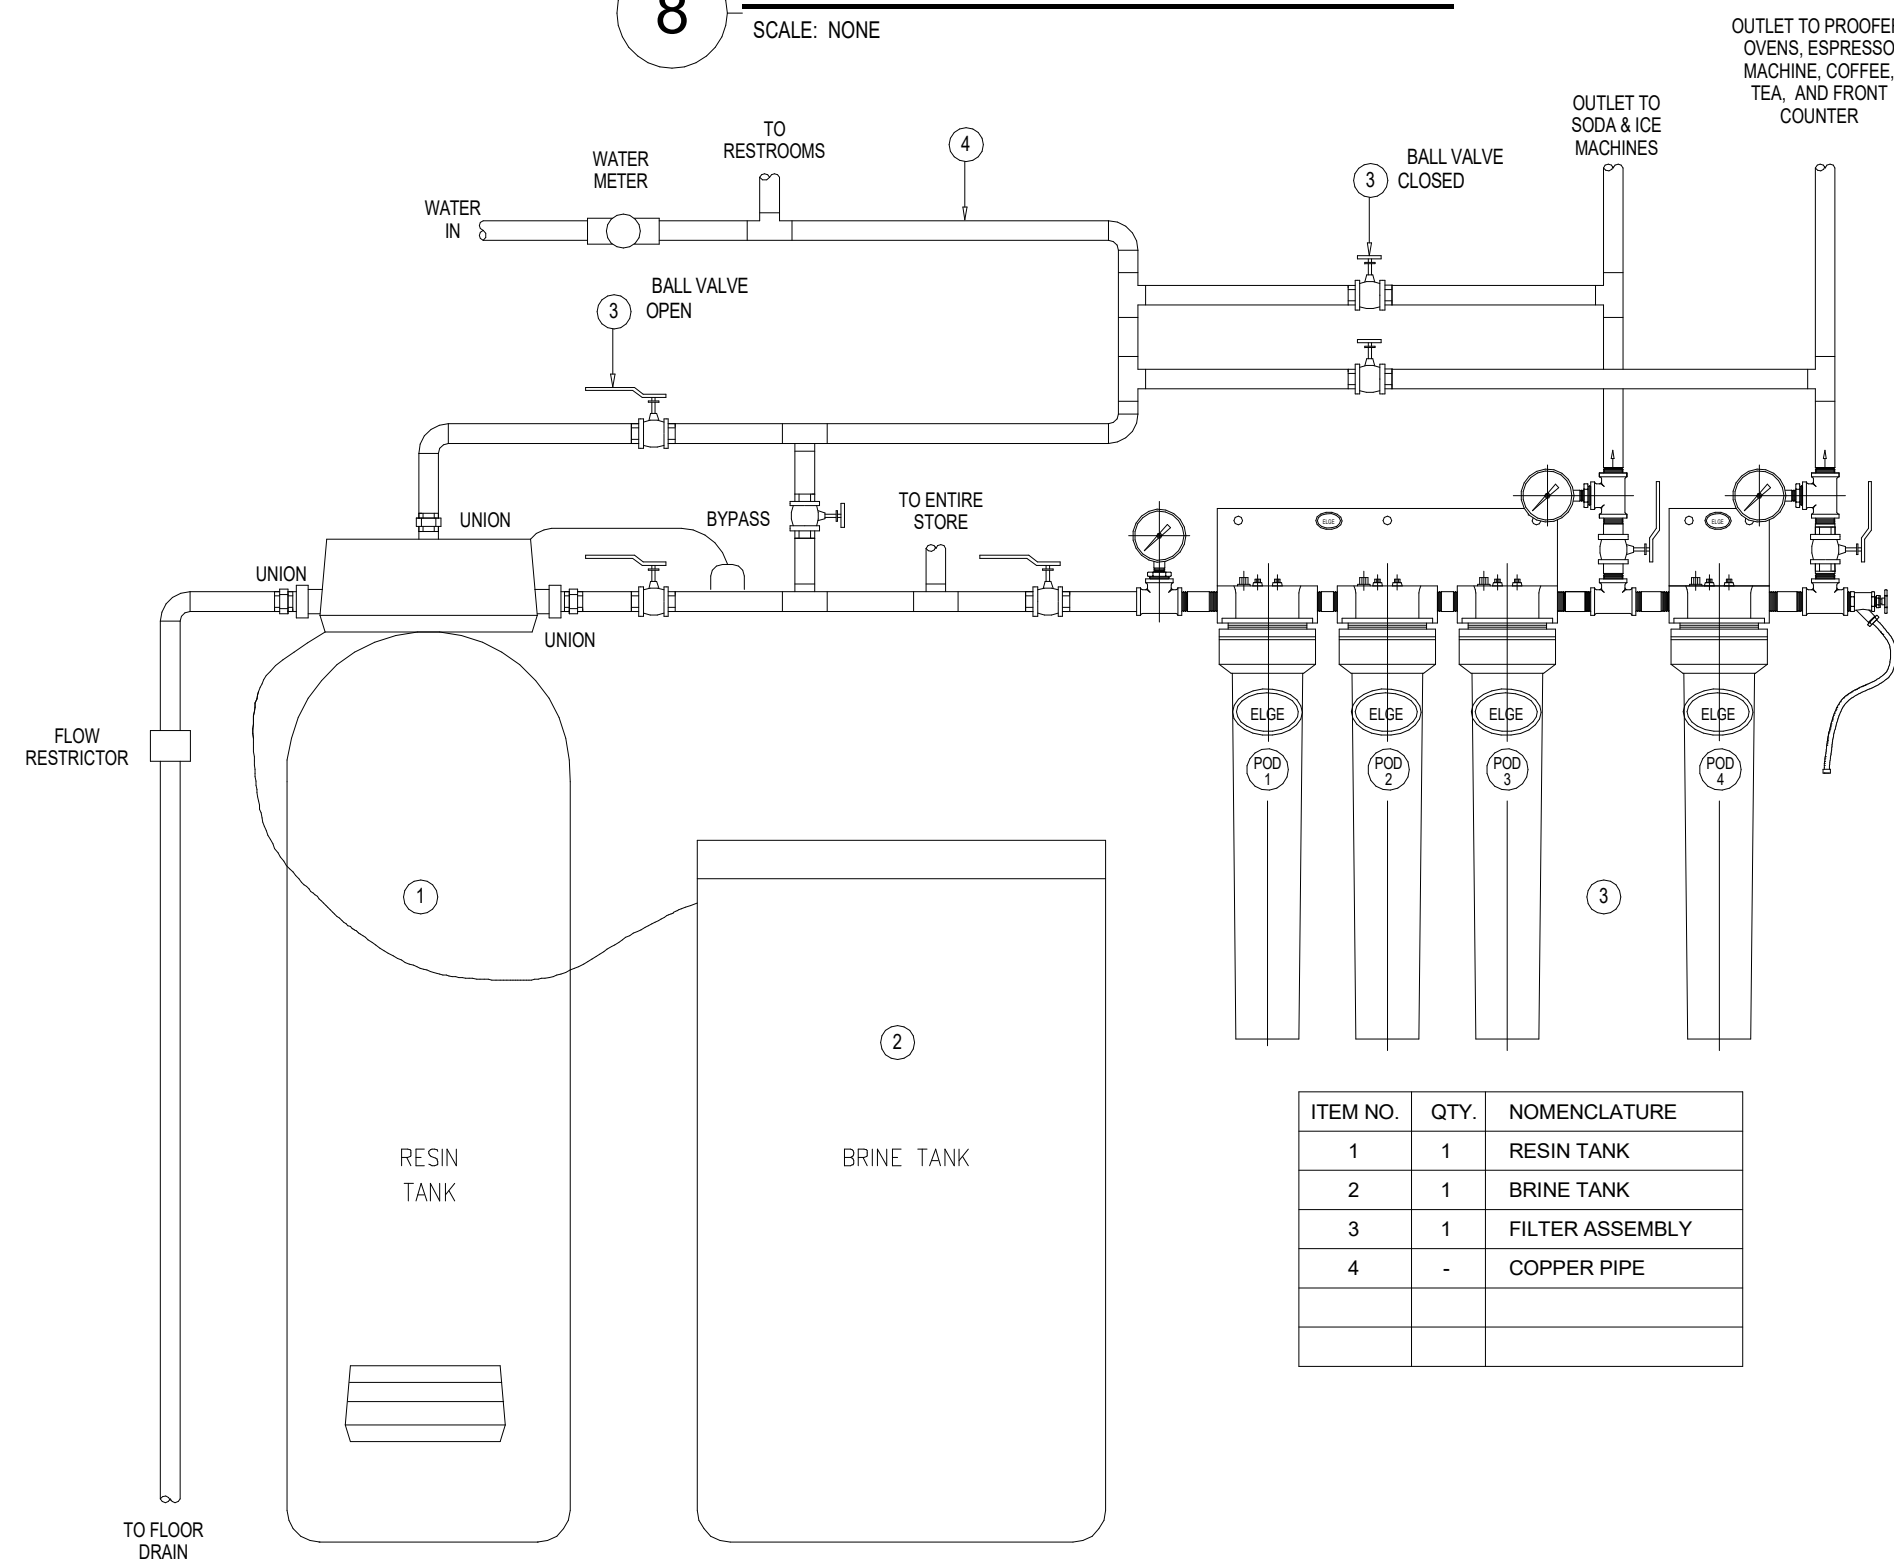 8
SCALE: NONE
OUTLET TO PROOFER
OVENS, ESPRESSO
MACHINE, COFFEE,
TEA, AND FRONT
COUNTER
OUTLET TO
SODA & ICE
MACHINES
TO
RESTROOMS
4
WATER
METER
BALL VALVE
3 CLOSED
WATER
IN
BALL VALVE
3 OPEN
UNION
BYPASS
TO ENTIRE
STORE
ELGE
ELGE
UNION
UNION
FLOW
RESTRICTOR
ELGE
ELGE
ELGE
ELGE
POD
1
POD
2
POD
3
POD
4
1
3
2
RESIN
TANK
BRINE TANK
ITEM NO. QTY. NOMENCLATURE
1 1 RESIN TANK
2 1 BRINE TANK
3 1 FILTER ASSEMBLY
4 - COPPER PIPE
TO FLOOR
DRAIN